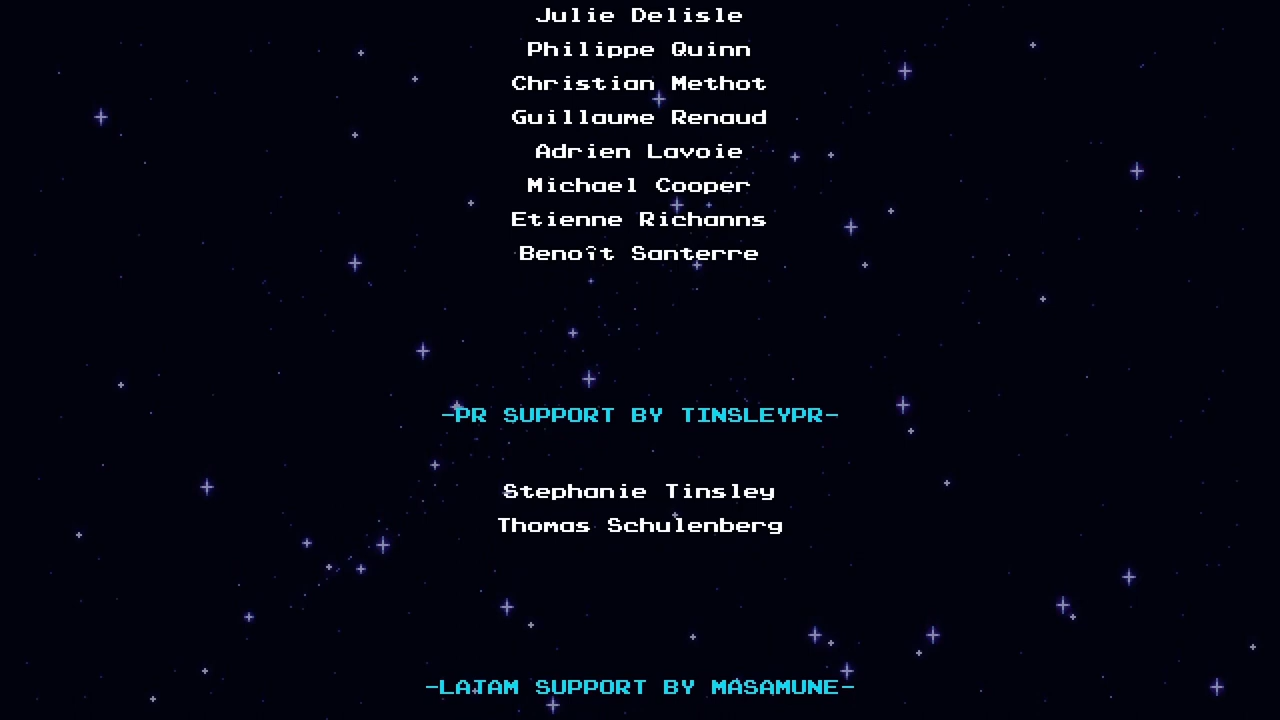 Julie Delisle
Philippe Quinn
Christian Methot
Guillaume Renaud
Adrien Lavoie
Michael Cooper
Etienne Richanns
Benoît Santerre
-PR SUPPORT BY TINSLEYPR-
Stephanie Tinsley
Thomas Schulenberg
-LATAM SUPPORT BY MASAMUNE-